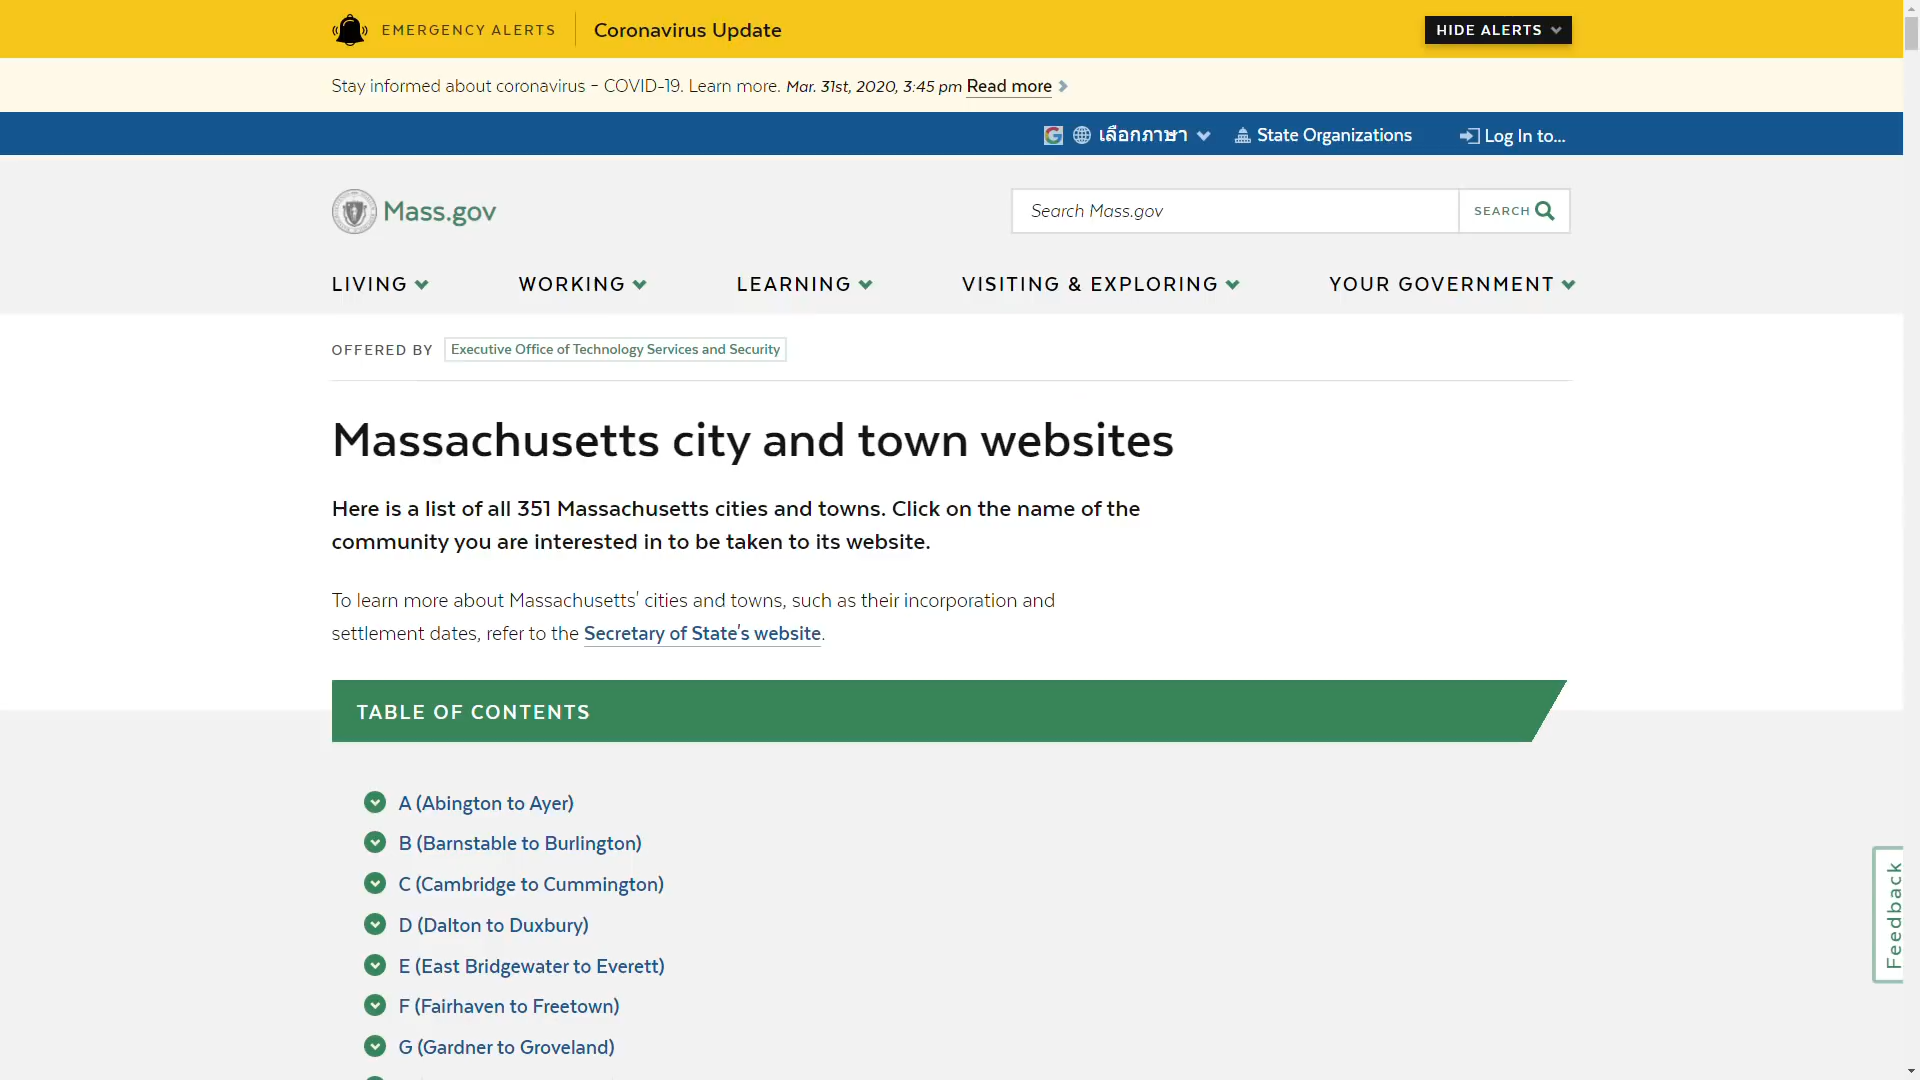 EMERGENCY ALERTS
Coronavirus Update
HIDE ALERTS
Stay informed about coronavirus – COVID-19. Learn more. Mar. 31st, 2020, 3:45 pm Read more
เลือกภาษา
State Organizations
Log In to...
Mass.gov
Search Mass.gov
SEARCH
LIVING
WORKING
LEARNING
VISITING & EXPLORING
YOUR GOVERNMENT
OFFERED BY
Executive Office of Technology Services and Security
Massachusetts city and town websites
Here is a list of all 351 Massachusetts cities and towns. Click on the name of the
community you are interested in to be taken to its website.
To learn more about Massachusetts' cities and towns, such as their incorporation and
settlement dates, refer to the Secretary of State's website.
TABLE OF CONTENTS
A (Abington to Ayer)
B (Barnstable to Burlington)
C (Cambridge to Cummington)
D (Dalton to Duxbury)
E (East Bridgewater to Everett)
F (Fairhaven to Freetown)
G (Gardner to Groveland)
Feedback